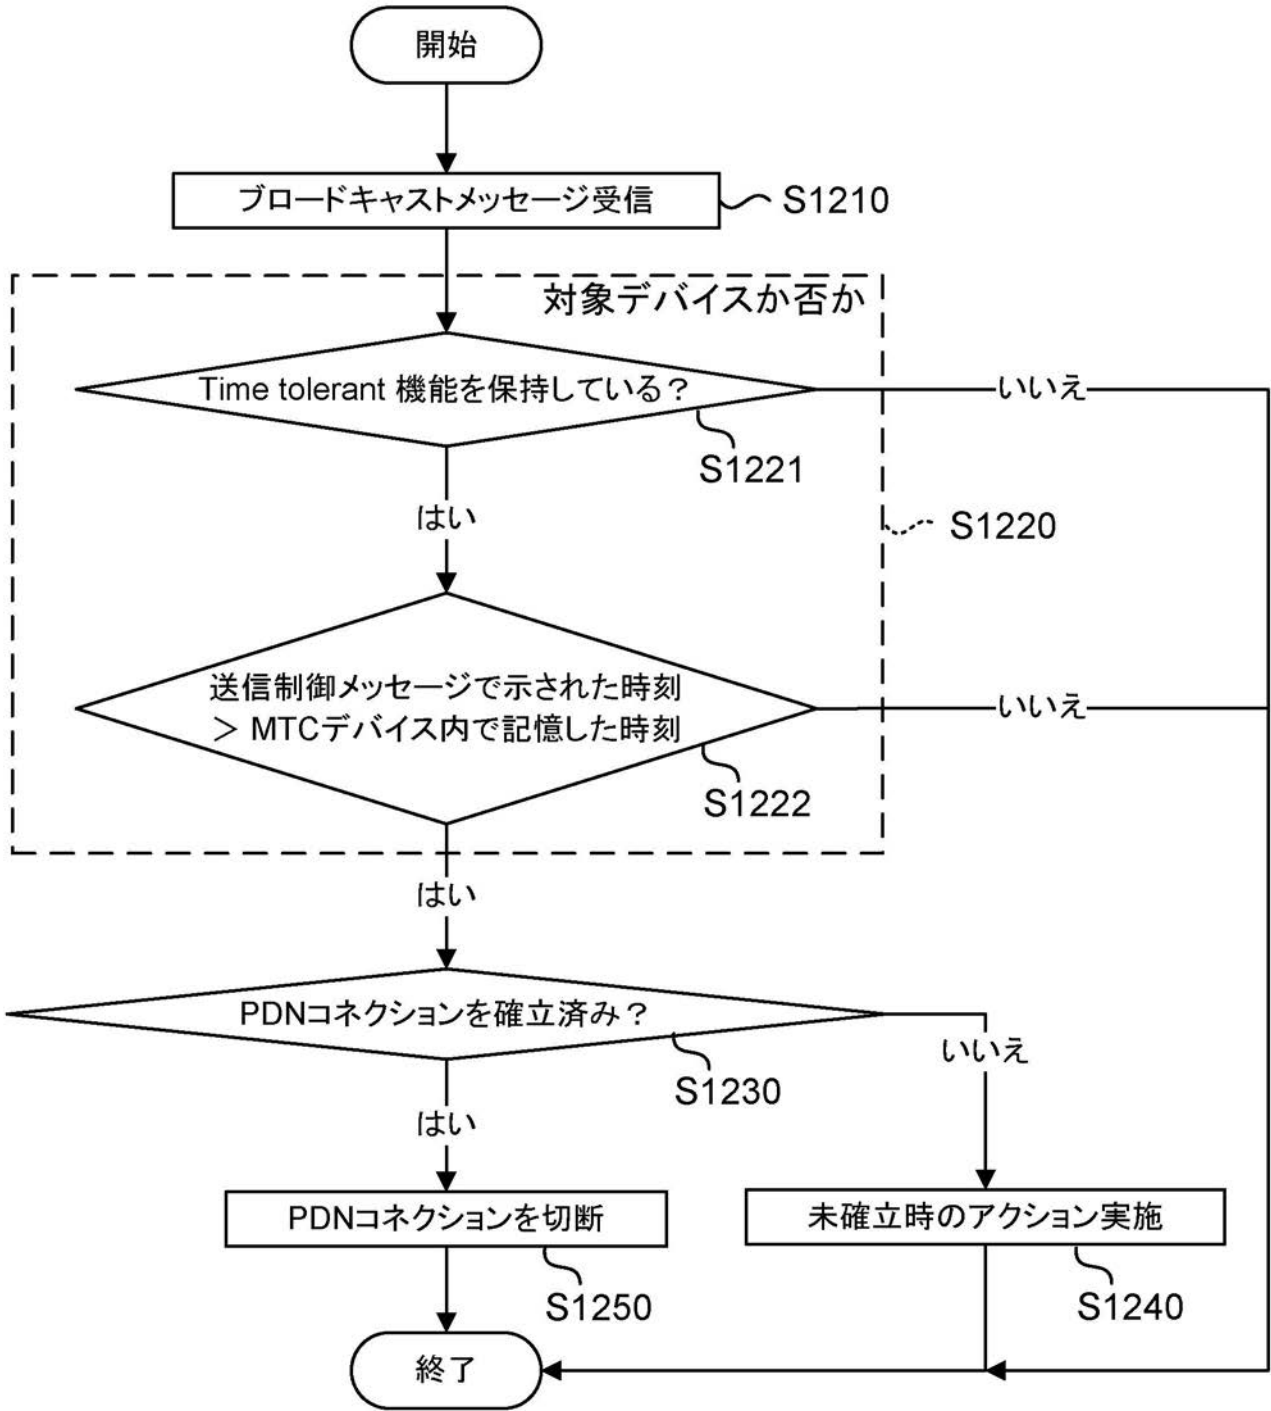 開始
ブロードキャストメッセージ受信
S1210
対象デバイスか否か
Time tolerant 機能を保持している？
いいえ
S1221
はい
S1220
送信制御メッセージで示された時刻
＞ MTCデバイス内で記憶した時刻
いいえ
S1222
はい
PDNコネクションを確立済み？
いいえ
S1230
はい
PDNコネクションを切断
未確立時のアクション実施
S1250
S1240
終了